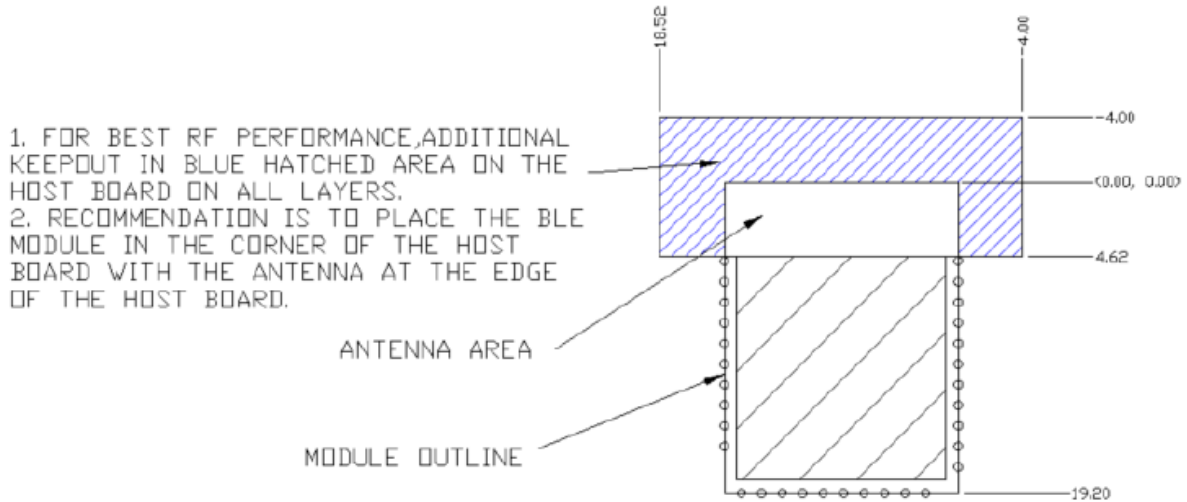 18.52
-4.00
-4.00
(0.00, 0.00)
4.62
19.20
1. FOR BEST RF PERFORMANCE,ADDITIONAL
KEEPOUT IN BLUE HATCHED AREA ON THE
HOST BOARD ON ALL LAYERS.
2. RECOMMENDATION IS TO PLACE THE BLE
MODULE IN THE CORNER OF THE HOST
BOARD WITH THE ANTENNA AT THE EDGE
OF THE HOST BOARD.
ANTENNA AREA
MODULE OUTLINE